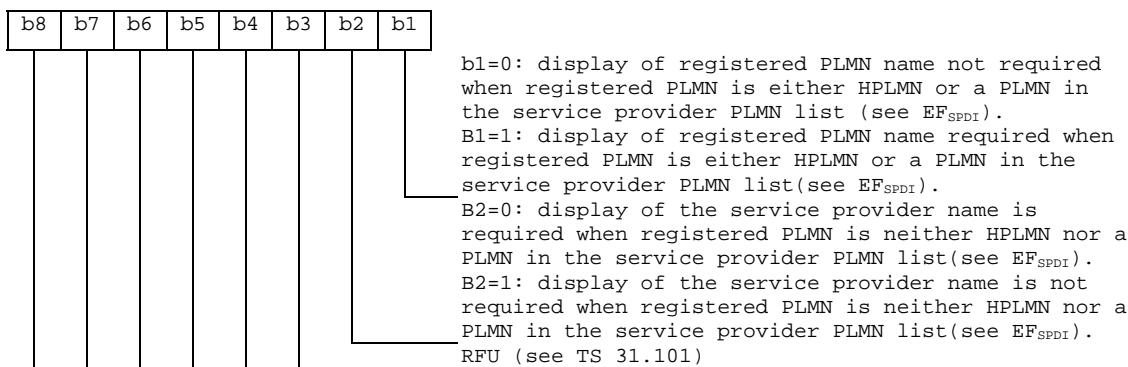 b8 b7 b6 b5 b4 b3 b2 b1
b1=0: display of registered PLMN name not required
when registered PLMN is either HPLMN or a PLMN in
the service provider PLMN list (see EFSPDI).
B1=1: display of registered PLMN name required when
registered PLMN is either HPLMN or a PLMN in the
service provider PLMN list(see EFSPDI).
B2=0: display of the service provider name is
required when registered PLMN is neither HPLMN nor a
PLMN in the service provider PLMN list(see EFSPDI).
B2=1: display of the service provider name is not
required when registered PLMN is neither HPLMN nor a
PLMN in the service provider PLMN list(see EFSPDI).
RFU (see TS 31.101)